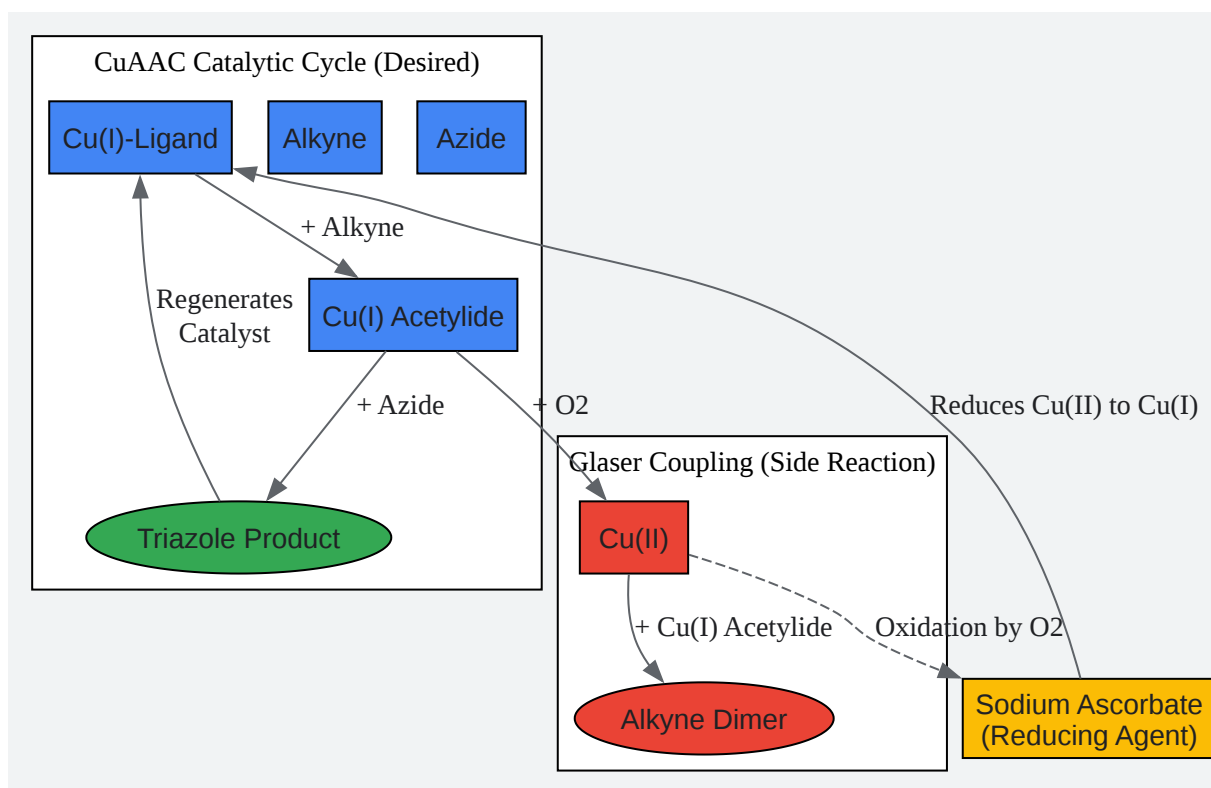 CuAAC Catalytic Cycle (Desired)
Cu(I)-Ligand
Alkyne
Azide
+ Alkyne
Regenerates
Catalyst
Cu(I) Acetylide
+ Azide
+ O2
Reduces Cu(II) to Cu(I)
Triazole Product
Glaser Coupling (Side Reaction)
Cu(II)
+ Cu(I) Acetylide
Oxidation by O2
Alkyne Dimer
Sodium Ascorbate
(Reducing Agent)